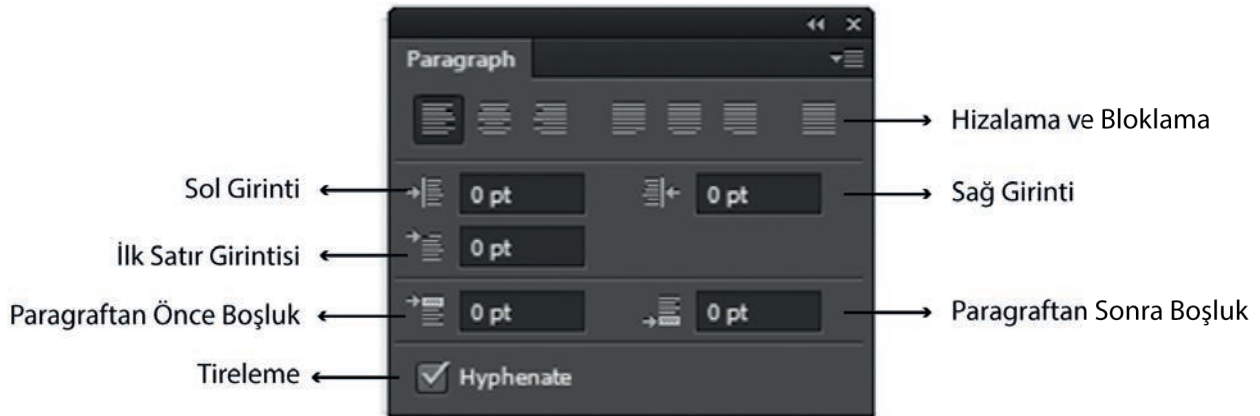 Paragraph
Hizalama ve Bloklama
Sol Girinti 0 pt 0 pt Sağ Girinti
İlk Satır Girintisi 0 pt
Paragraftan Önce Boşluk 0 pt 0 pt Paragraftan Sonra Boşluk
Tireleme Hyphenate